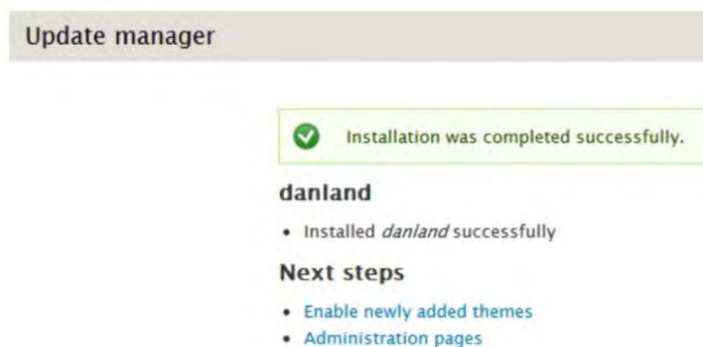 Update manager
Installation was completed successfully.
danland
Installed danland successfully
Next steps
Enable newly added themes
Administration pages